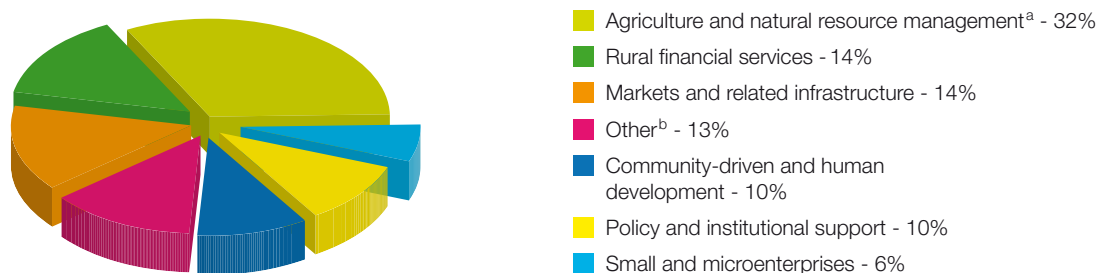 Agriculture and natural resource managementᵃ - 32%
Rural financial services - 14%
Markets and related infrastructure - 14%
Otherᵇ - 13%
Community-driven and human
development - 10%
Policy and institutional support - 10%
Small and microenterprises - 6%